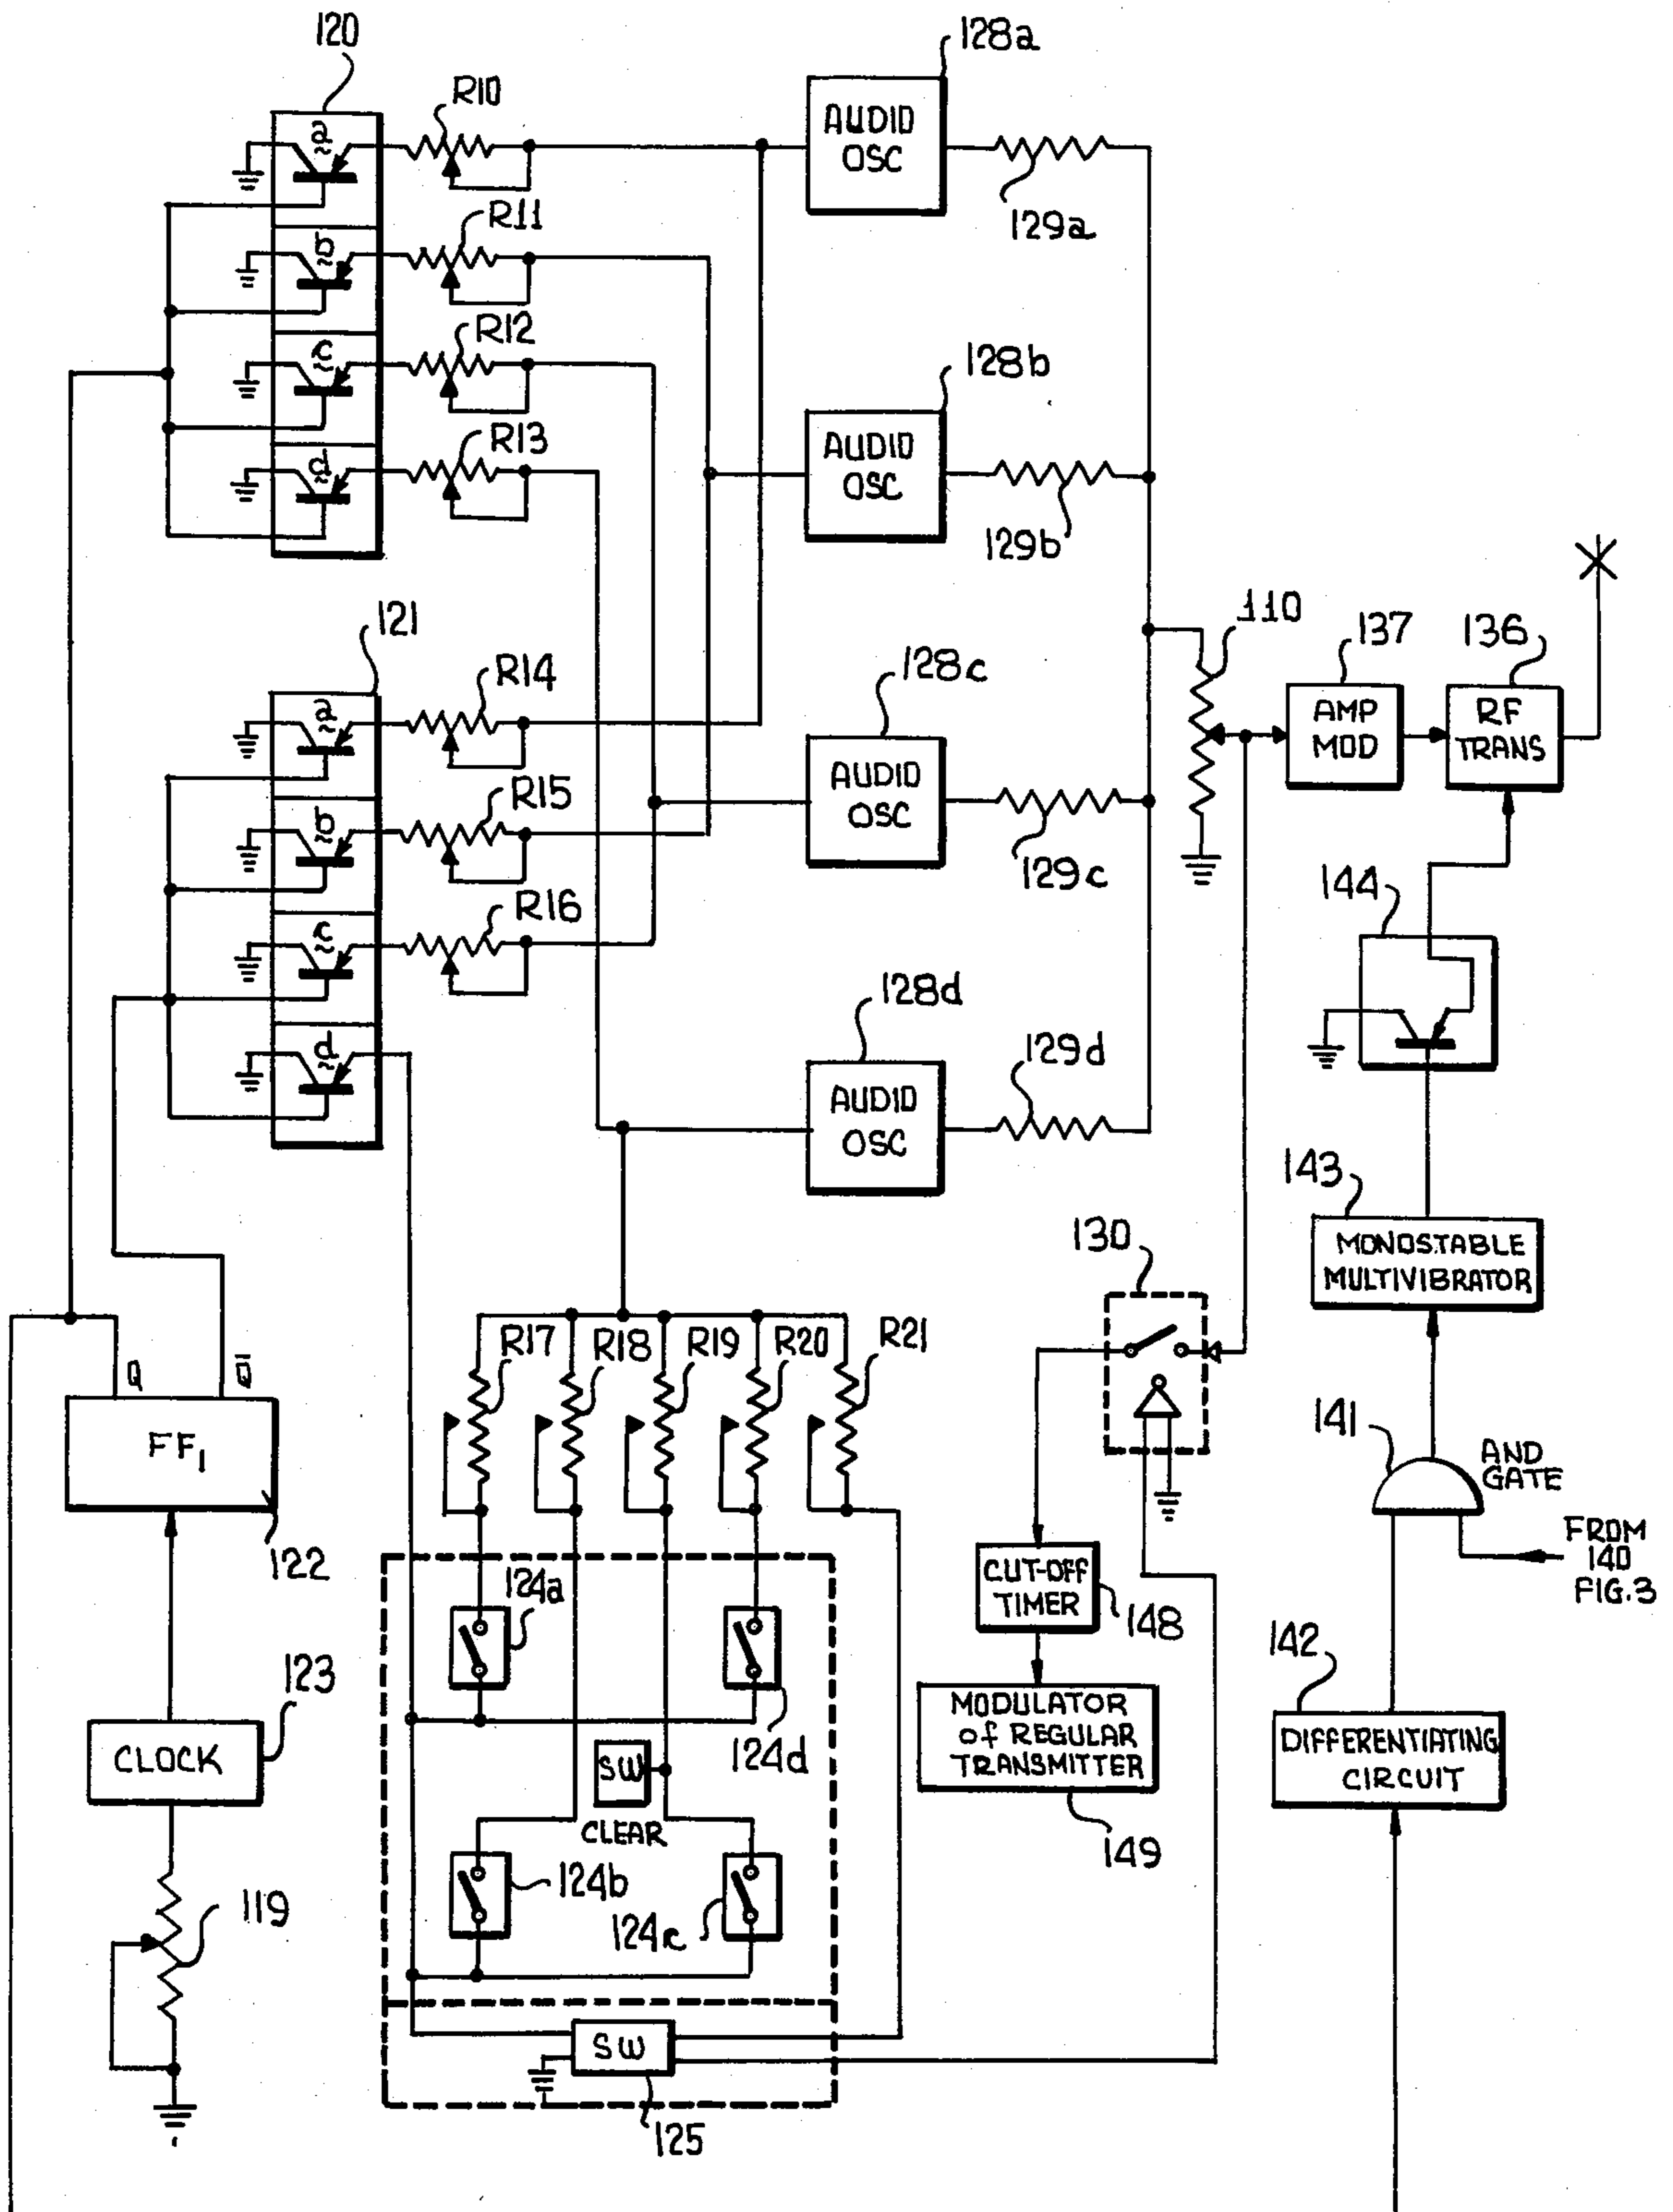 120
128a
R10
a
AUDIO
OSC
129a
R11
b
R12
c
128b
R13
d
AUDIO
OSC
129b
121
110
137
136
R14
128c
a
AMP
MOD
RF
TRANS
R15
b
AUDIO
OSC
129c
R16
c
144
128d
d
129d
AUDIO
OSC
143
130
MONOSTABLE
MULTIVIBRATOR
Q
Q̅
R17
R18
R19
R20
R21
FF1
141
AND
GATE
122
FROM
140
FIG.3
124a
CUT-OFF
TIMER
148
142
123
CLOCK
124d
SW
CLEAR
MODULATOR
of REGULAR
TRANSMITTER
DIFFERENTIATING
CIRCUIT
149
124b
124c
119
SW
125